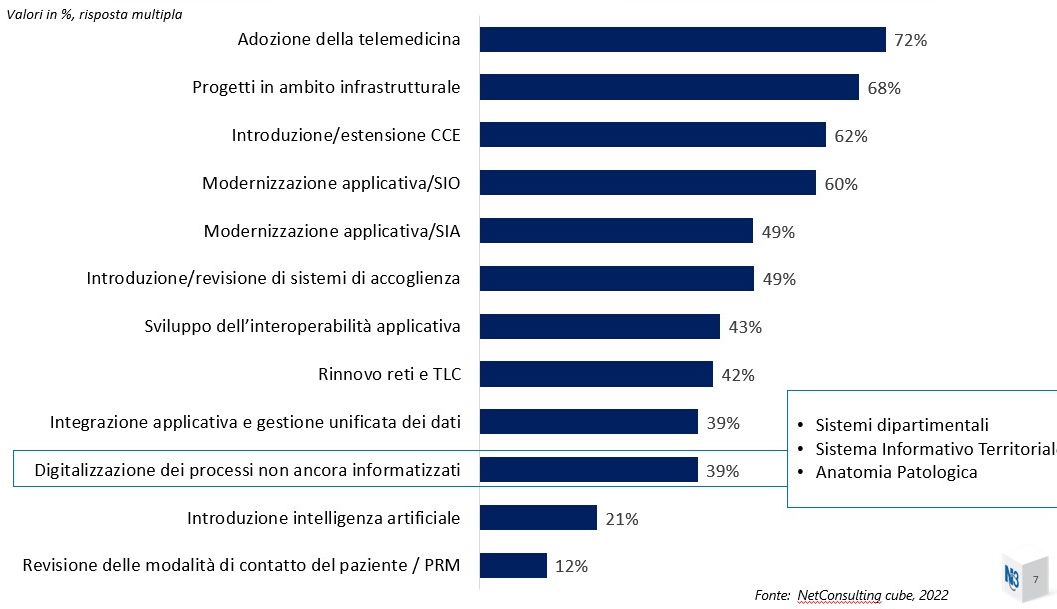 Valori in %, risposta multipla
Adozione della telemedicina 72%
Progetti in ambito infrastrutturale 68%
Introduzione/estensione CCE 62%
Modernizzazione applicativa/SIO 60%
Modernizzazione applicativa/SIA 49%
Introduzione/revisione di sistemi di accoglienza 49%
Sviluppo dell’interoperabilità applicativa 43%
Rinnovo reti e TLC 42%
Integrazione applicativa e gestione unificata dei dati 39%
Digitalizzazione dei processi non ancora informatizzati 39%
• Sistemi dipartimentali
• Sistema Informativo Territorial
• Anatomia Patologica
Introduzione intelligenza artificiale 21%
Revisione delle modalità di contatto del paziente / PRM 12%
Fonte: NetConsulting cube, 2022
N3
7